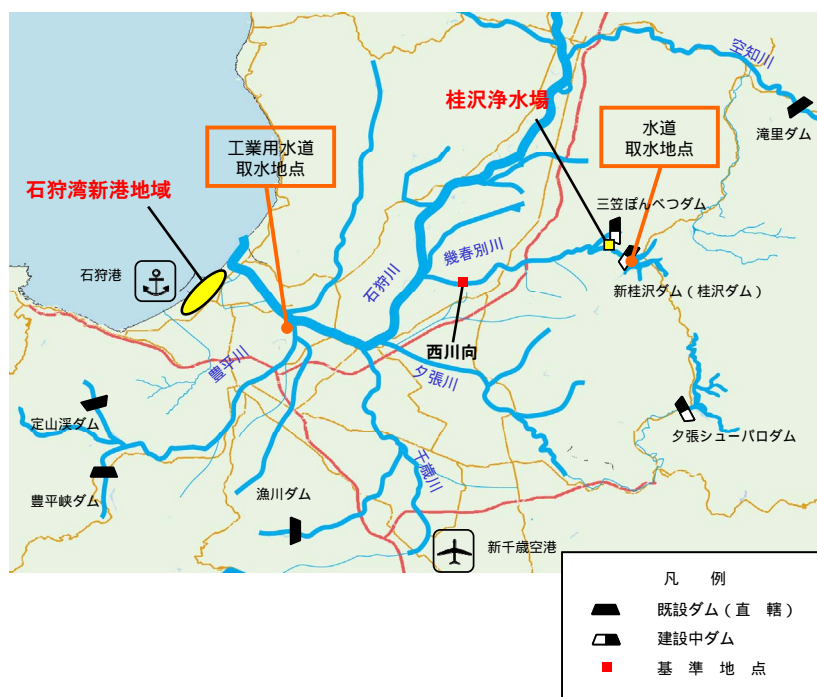 空知川
桂沢浄水場
滝里ダム
水道
取水地点
工業用水道
取水地点
石狩湾新港地域
三笠ぽんべつダム
幾春別川
石狩港
石狩川
新桂沢ダム(桂沢ダム)
西川向
豊平川
夕張川
定山渓ダム
夕張シューパロダム
千歳川
豊平峡ダム
漁川ダム
新千歳空港
凡 例
既設ダム(直 轄)
建設中ダム
基 準 地 点